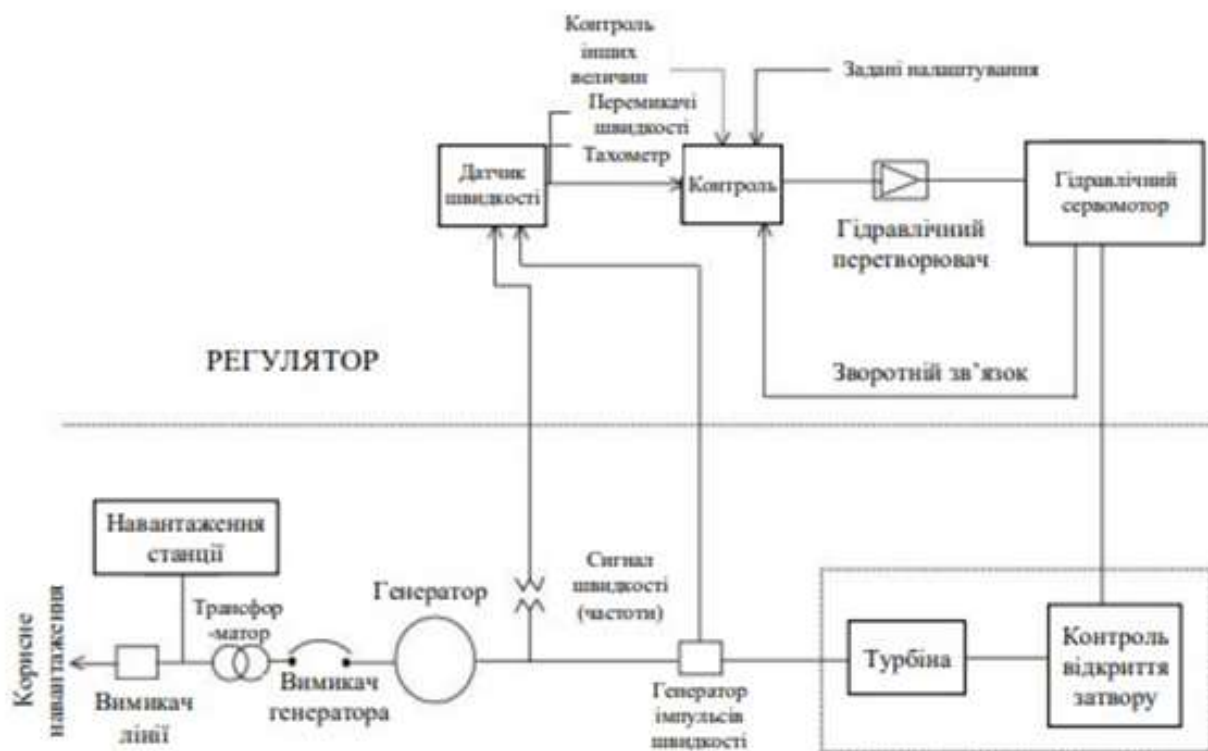 Контроль
інших
величин
Задані налаштування
Перемикачі
швидкості
Тахометр
Датчик
швидкості
Контроль
Гідравлічний
сервомотор
Гідравлічний
перетворювач
РЕГУЛЯТОР
Зворотній зв’язок
Навантаження
станції
Сигнал
швидкості
(частоти)
Генератор
Трансфор
-матор
Корисне
навантаження
Вимикач
лінії
Вимикач
генератора
Генератор
імпульсів
швидкості
Турбіна
Контроль
відкриття
затвору